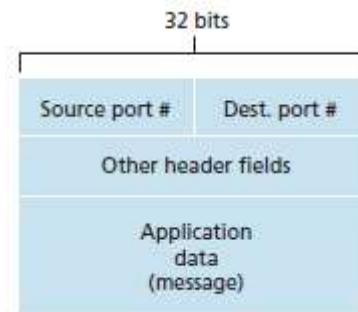 32 bits
Source port #
Dest. port #
Other header fields
Application
data
(message)